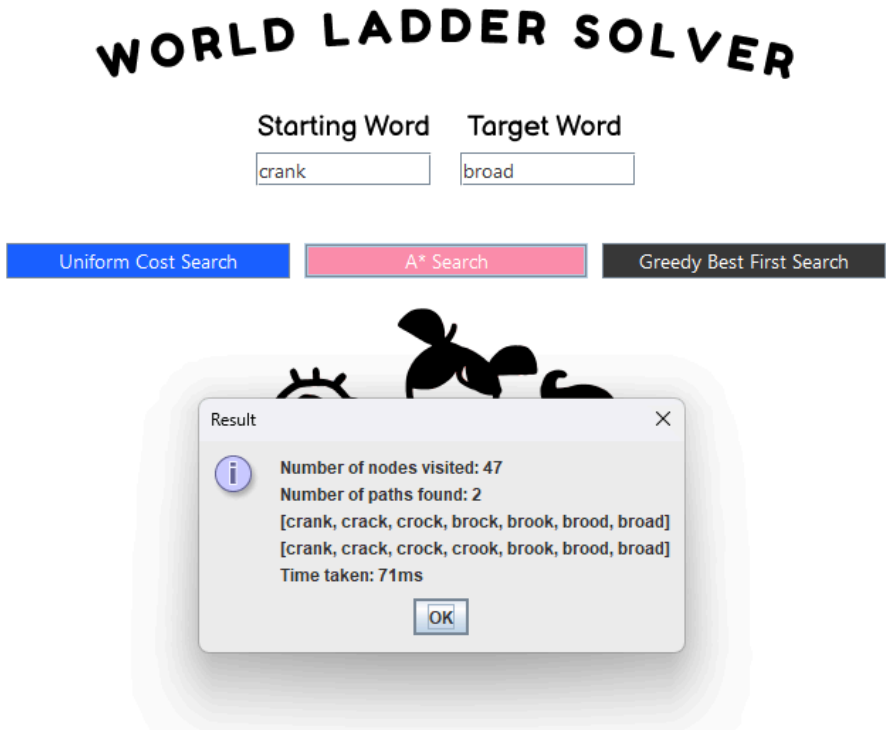 WORLD LADDER SOLVER
Starting Word Target Word
crank broad
Uniform Cost Search A* Search Greedy Best First Search
Result
Number of nodes visited: 47
Number of paths found: 2
[crank, crack, crock, brock, brook, brood, broad]
[crank, crack, crock, crook, brook, brood, broad]
Time taken: 71ms
OK